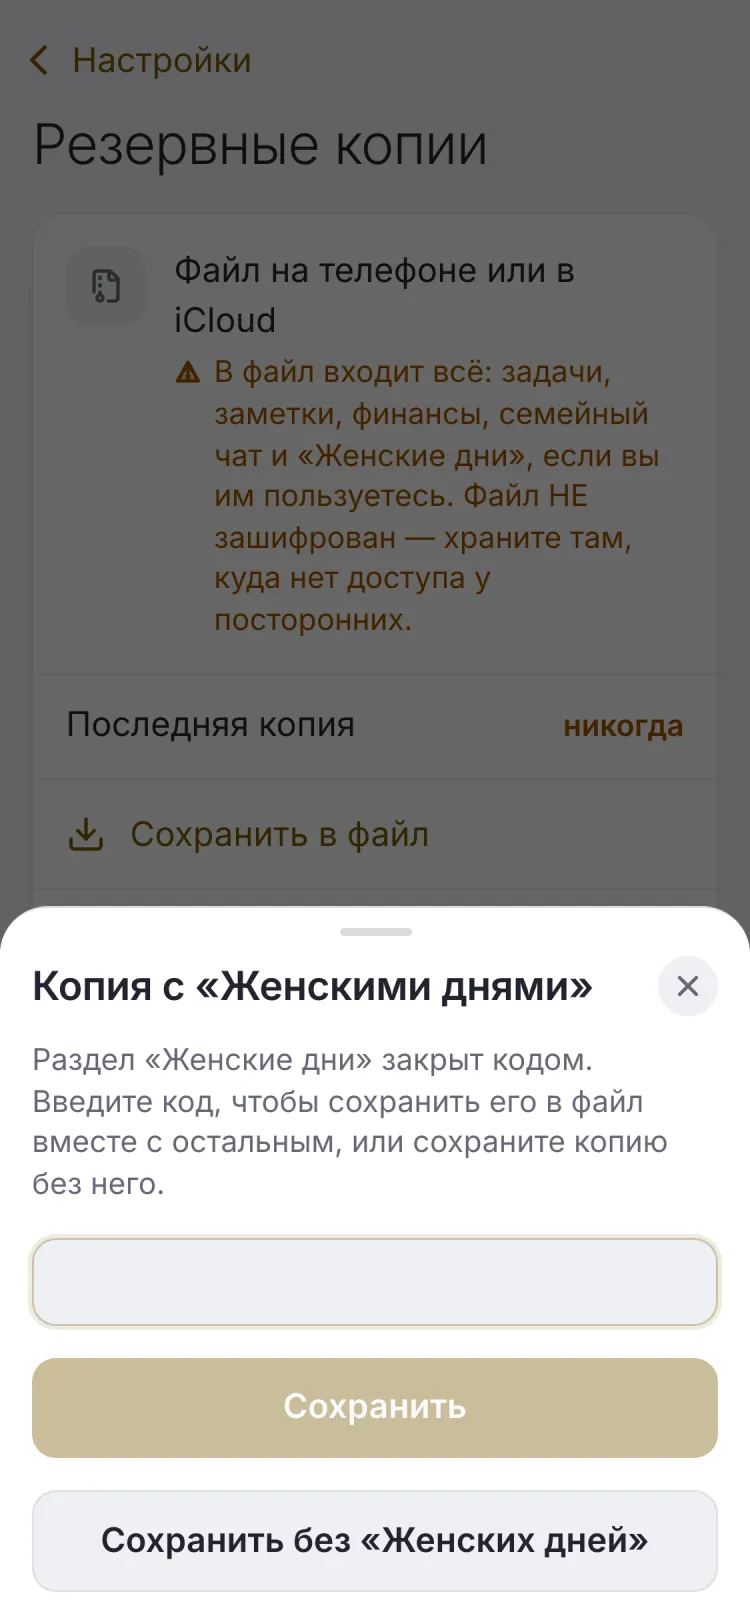 Настройки
Резервные копии
Файл на телефоне или в
iCloud
В файл входит всё: задачи,
заметки, финансы, семейный
чат и «Женские дни», если вы
им пользуетесь. Файл НЕ
зашифрован — храните там,
куда нет доступа у
посторонних.
Последняя копия никогда
Сохранить в файл
Копия с «Женскими днями»
Раздел «Женские дни» закрыт кодом.
Введите код, чтобы сохранить его в файл
вместе с остальным, или сохраните копию
без него.
Сохранить
Сохранить без «Женских дней»